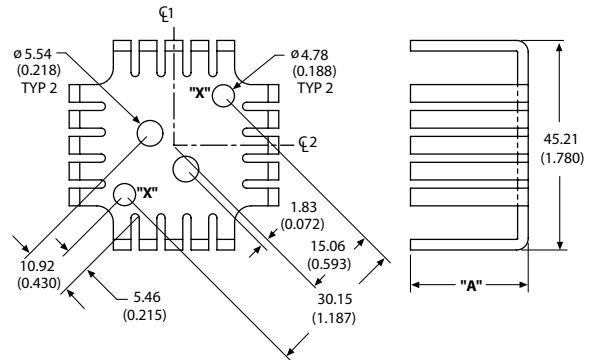 ℄1
ø 5.54
(0.218)
TYP 2
ø 4.78
(0.188)
TYP 2
"X"
℄2
"X"
45.21
(1.780)
1.83
(0.072)
15.06
(0.593)
10.92
(0.430)
5.46
(0.215)
30.15
(1.187)
"A"